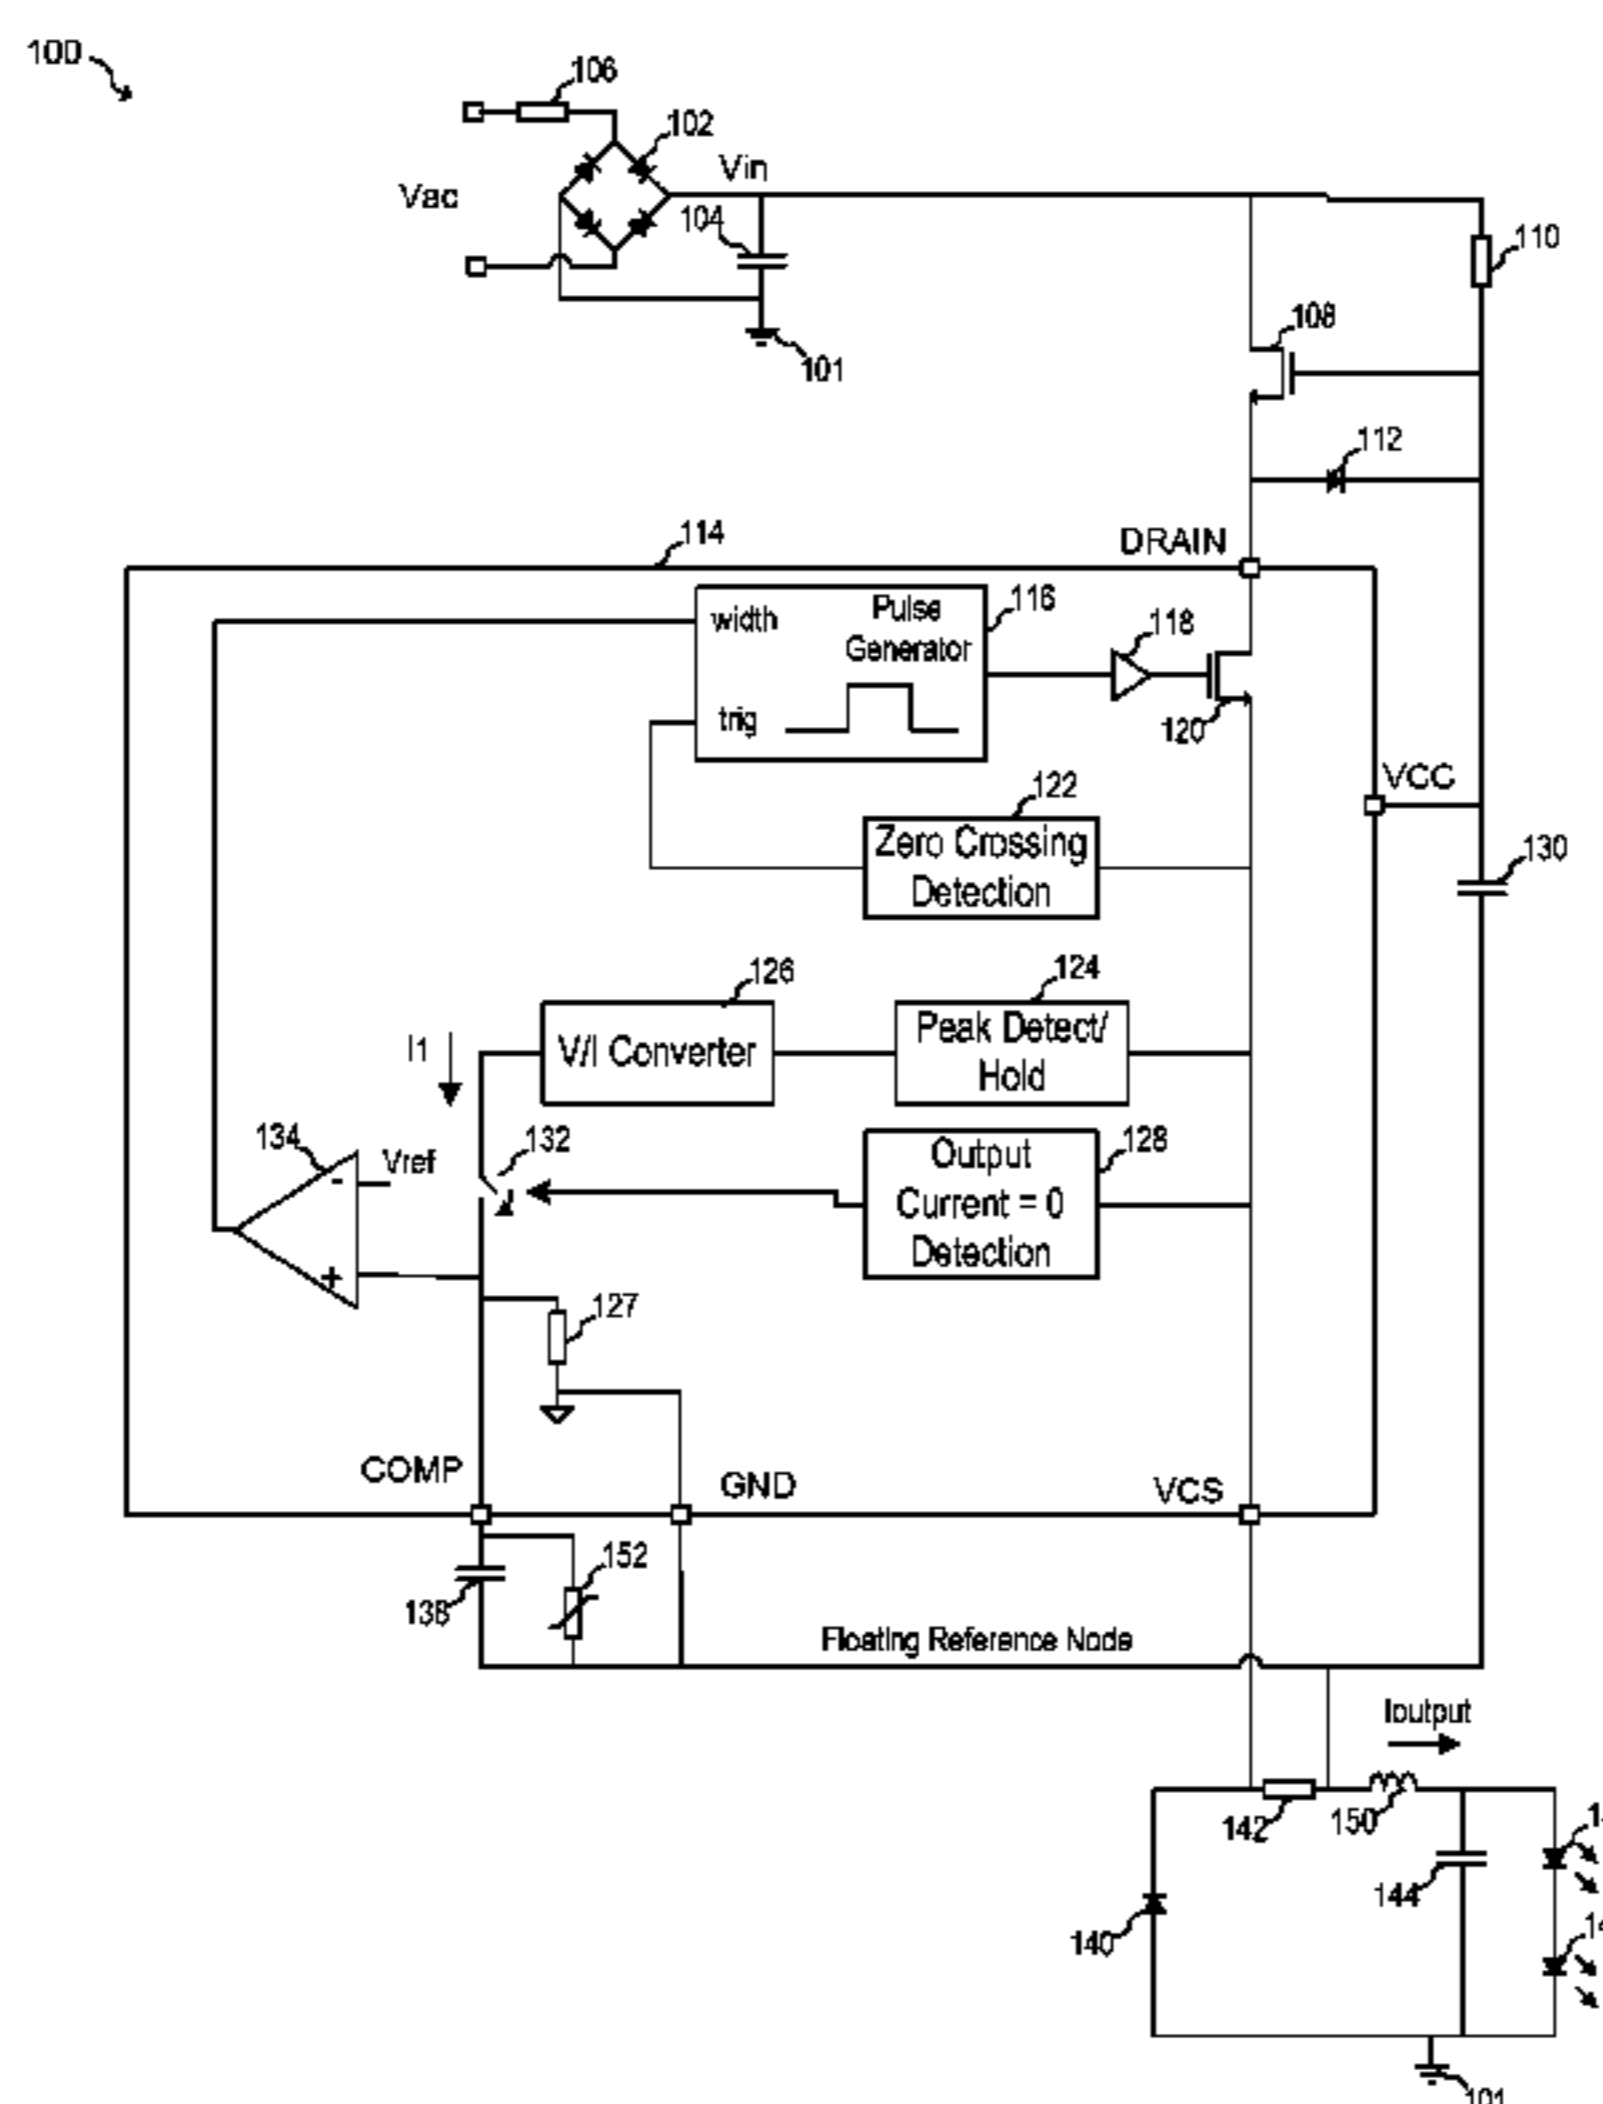 100
106
102
Vac
Vin
104
101
110
108
112
DRAIN
114
width
Pulse
Generator
trig
116
118
120
VCC
122
Zero Crossing
Detection
130
126
124
I1
V/I Converter
Peak Detect/
Hold
134
Vref
132
-
+
128
Output
Current = 0
Detection
127
COMP
GND
VCS
138
152
Floating Reference Node
Ioutput
142
150
144
140
101